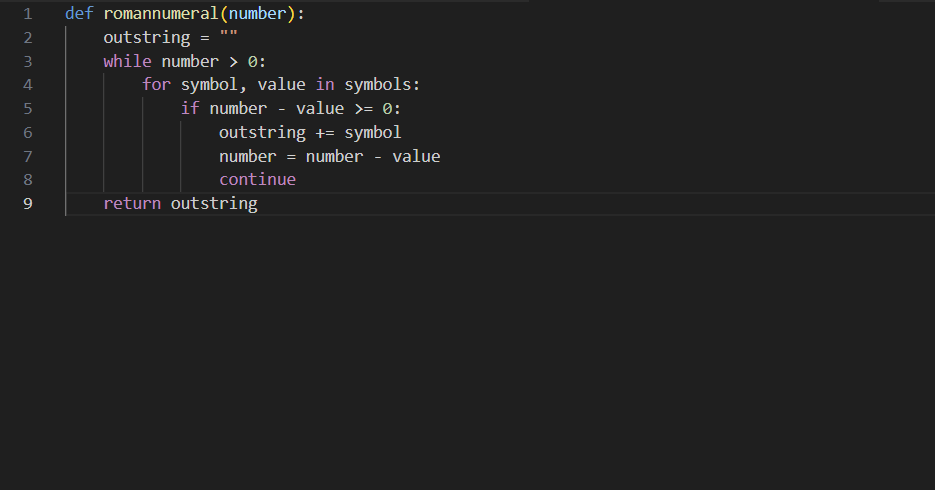 1 def romannumeral(number):
2 outstring = ""
3 while number > 0:
4 for symbol, value in symbols:
5 if number - value >= 0:
6 outstring += symbol
7 number = number - value
8 continue
9 return outstring